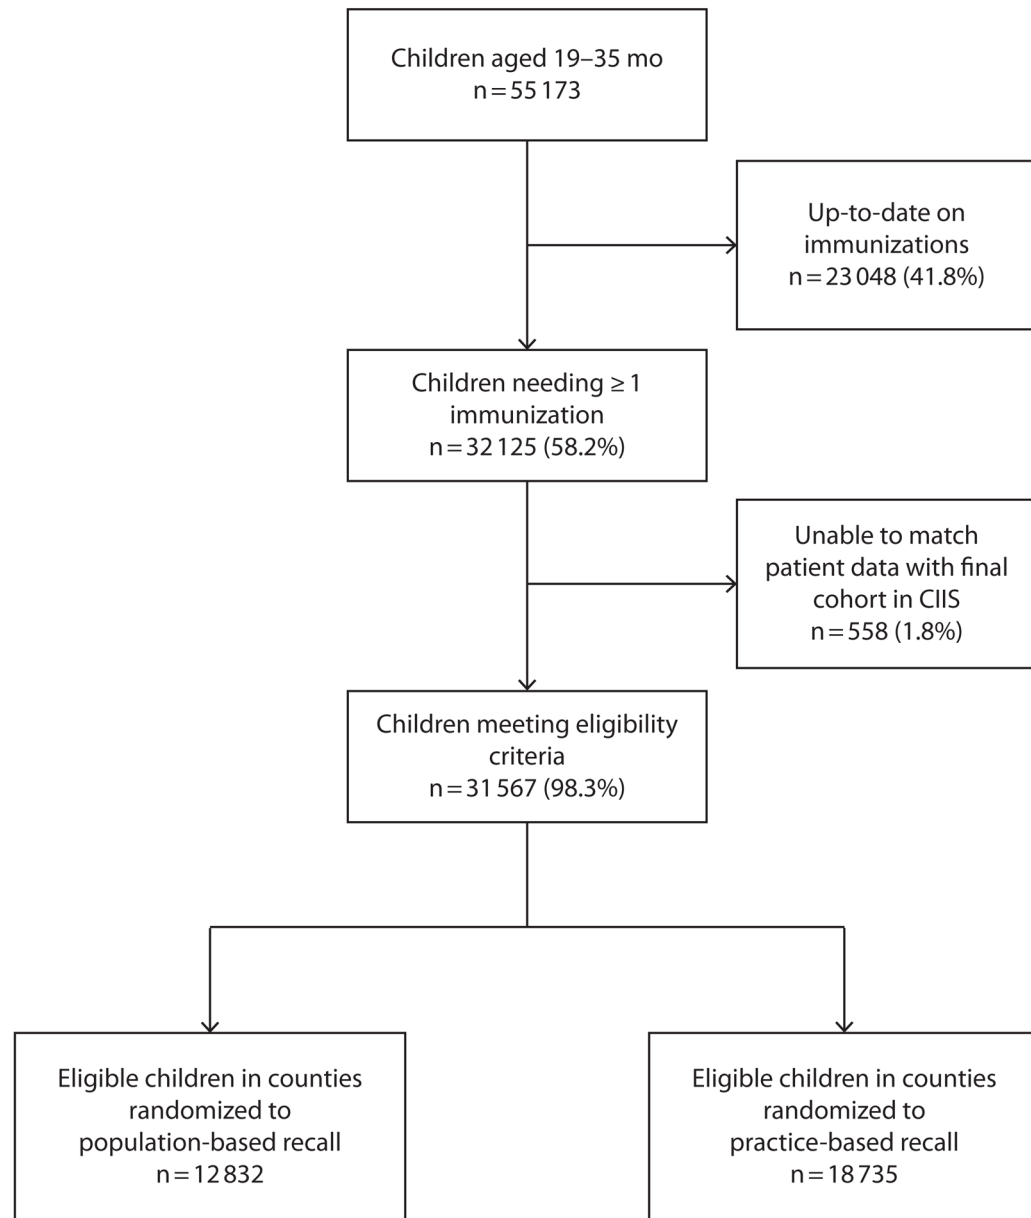 Children aged 19–35 mo
n = 55 173
Up-to-date on
immunizations
n = 23 048 (41.8%)
Children needing ≥ 1
immunization
n = 32 125 (58.2%)
Unable to match
patient data with final
cohort in CIIS
n = 558 (1.8%)
Children meeting eligibility
criteria
n = 31 567 (98.3%)
Eligible children in counties
randomized to
population-based recall
n = 12 832
Eligible children in counties
randomized to
practice-based recall
n = 18 735